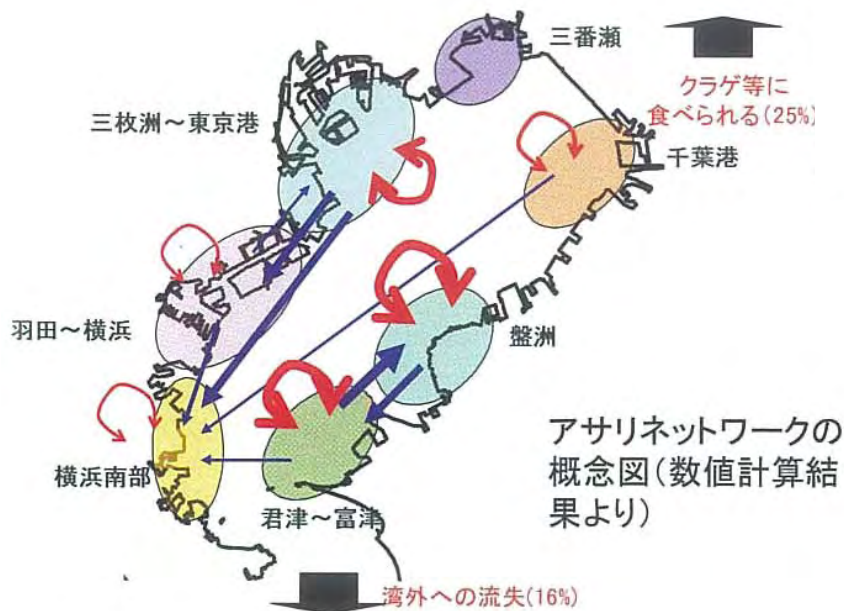 三番瀬
クラゲ等に
食べられる(25%)
三枚洲～東京港
千葉港
羽田～横浜
盤洲
アサリネットワークの
概念図(数値計算結
果より)
横浜南部
君津～富津
湾外への流失(16%)